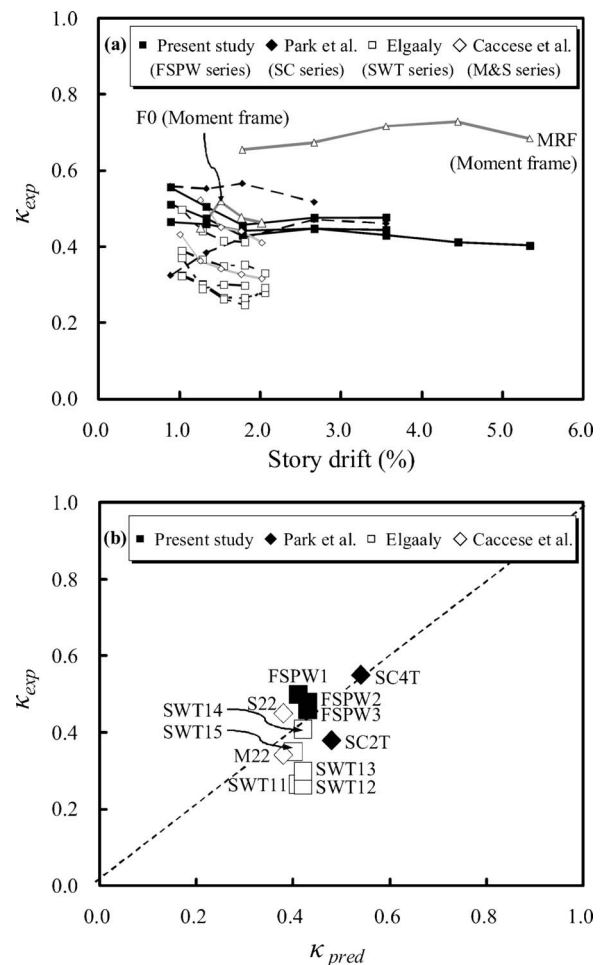 (a)
Present study Park et al. Elgaaly Caccese et al.
(FSPW series) (SC series) (SWT series) (M&S series)
1.0
0.8
0.6
0.4
0.2
0.0
κexp
F0 (Moment frame)
MRF
(Moment frame)
0.0 1.0 2.0 3.0 4.0 5.0 6.0
Story drift (%)
(b)
Present study Park et al. Elgaaly Caccese et al.
1.0
0.8
0.6
0.4
0.2
0.0
κexp
FSPW1
SC4T
S22
FSPW2
SWT14
FSPW3
SWT15
SC2T
M22
SWT13
SWT11
SWT12
0.0 0.2 0.4 0.6 0.8 1.0
κ pred